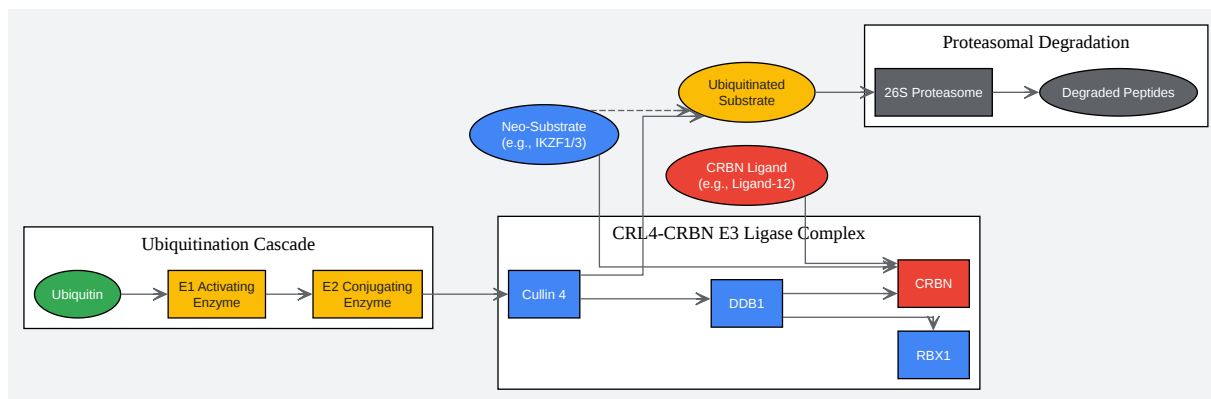 Proteasomal Degradation
Ubiquitinated
Substrate
26S Proteasome
Degraded Peptides
Neo-Substrate
(e.g., IKZF1/3)
CRBN Ligand
(e.g., Ligand-12)
Ubiquitination Cascade
CRL4-CRBN E3 Ligase Complex
Ubiquitin
E1 Activating
Enzyme
E2 Conjugating
Enzyme
Cullin 4
DDB1
CRBN
RBX1